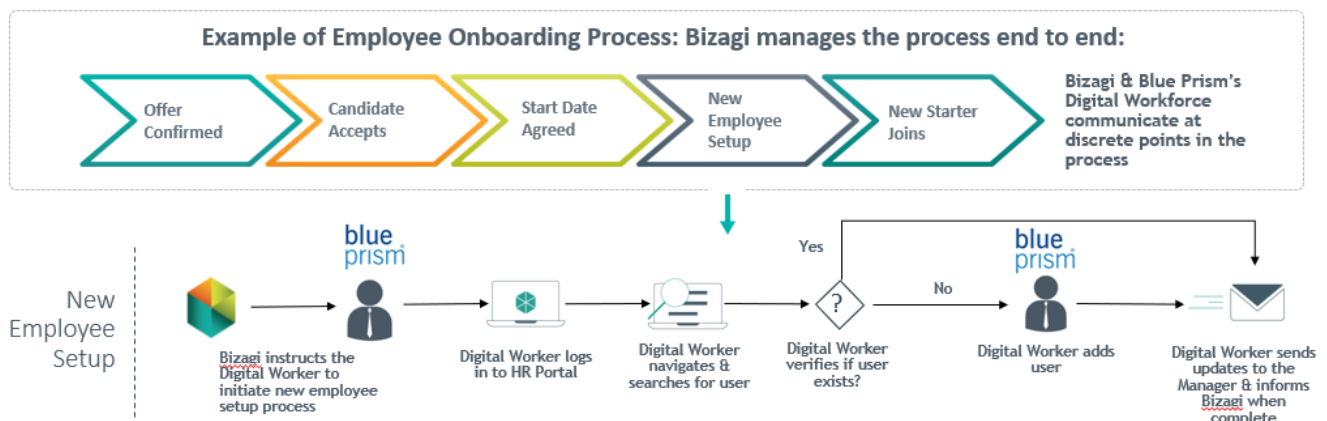 Example of Employee Onboarding Process: Bizagi manages the process end to end:
Offer
Confirmed
Candidate
Accepts
Start Date
Agreed
New
Employee
Setup
New Starter
Joins
Bizagi & Blue Prism's
Digital Workforce
communicate at
discrete points in the
process
New
Employee
Setup
blue
prism®
Yes
No
blue
prism®
?
Bizagi instructs the
Digital Worker to
initiate new employee
setup process
Digital Worker logs
in to HR Portal
Digital Worker
navigates &
searches for user
Digital Worker
verifies if user
exists?
Digital Worker adds
user
Digital Worker sends
updates to the
Manager & informs
Bizagi when
complete